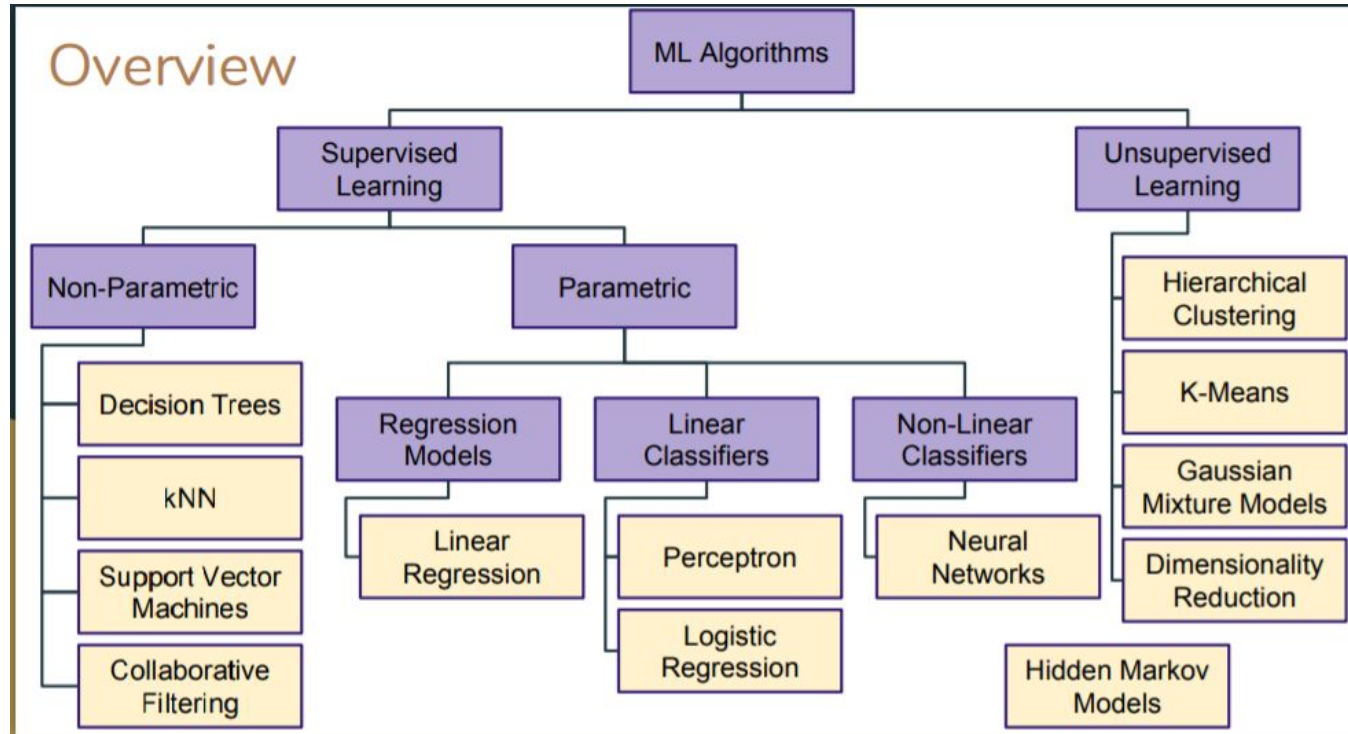 Overview
ML Algorithms
Supervised
Learning
Unsupervised
Learning
Non-Parametric
Parametric
Decision Trees
kNN
Support Vector
Machines
Collaborative
Filtering
Regression
Models
Linear
Regression
Linear
Classifiers
Perceptron
Logistic
Regression
Non-Linear
Classifiers
Neural
Networks
Hierarchical
Clustering
K-Means
Gaussian
Mixture Models
Dimensionality
Reduction
Hidden Markov
Models